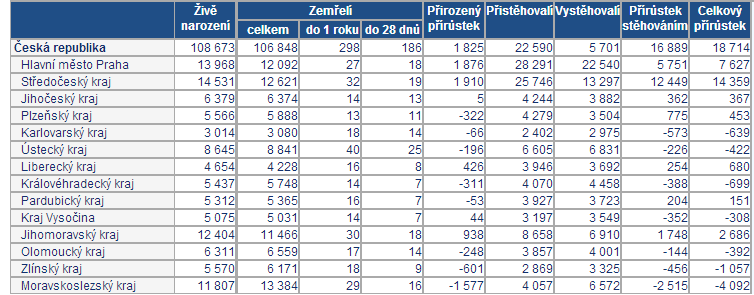 Živě narození Zemřelí Přirozený přírůstek Přistěhovalí Vystěhovalí Přírůstek stěhováním Celkový přírůstek
celkem do 1 roku do 28 dnů
Česká republika 108 673 106 848 298 186 1 825 22 590 5 701 16 889 18 714
Hlavní město Praha 13 968 12 092 27 18 1 876 28 291 22 540 5 751 7 627
Středočeský kraj 14 531 12 621 32 19 1 910 25 746 13 297 12 449 14 359
Jihočeský kraj 6 379 6 374 14 13 5 4 244 3 882 362 367
Plzeňský kraj 5 566 5 888 13 11 -322 4 279 3 504 775 453
Karlovarský kraj 3 014 3 080 18 14 -66 2 402 2 975 -573 -639
Ústecký kraj 8 645 8 841 40 25 -196 6 605 6 831 -226 -422
Liberecký kraj 4 654 4 228 16 8 426 3 946 3 692 254 680
Královéhradecký kraj 5 437 5 748 14 7 -311 4 070 4 458 -388 -699
Pardubický kraj 5 312 5 365 16 7 -53 3 927 3 723 204 151
Kraj Vysočina 5 075 5 031 14 7 44 3 197 3 549 -352 -308
Jihomoravský kraj 12 404 11 466 30 18 938 8 658 6 910 1 748 2 686
Olomoucký kraj 6 311 6 559 17 14 -248 3 857 4 001 -144 -392
Zlínský kraj 5 570 6 171 18 9 -601 2 869 3 325 -456 -1 057
Moravskoslezský kraj 11 807 13 384 29 16 -1 577 4 057 6 572 -2 515 -4 092